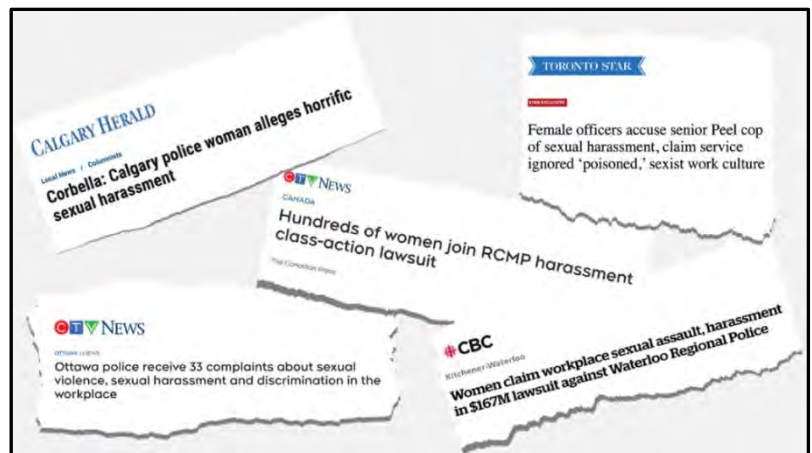 CALGARY HERALD
Local News / Columnists
Corbella: Calgary police woman alleges horrific
sexual harassment
TORONTO STAR
STAR EXCLUSIVE
Female officers accuse senior Peel cop
of sexual harassment, claim service
ignored ‘poisoned,’ sexist work culture
CTV NEWS
CANADA
Hundreds of women join RCMP harassment
class-action lawsuit
The Canadian Press
CTV NEWS
OTTAWA
Ottawa police receive 33 complaints about sexual
violence, sexual harassment and discrimination in the
workplace
CBC
Kitchener-Waterloo
Women claim workplace sexual assault, harassment
in $167M lawsuit against Waterloo Regional Police